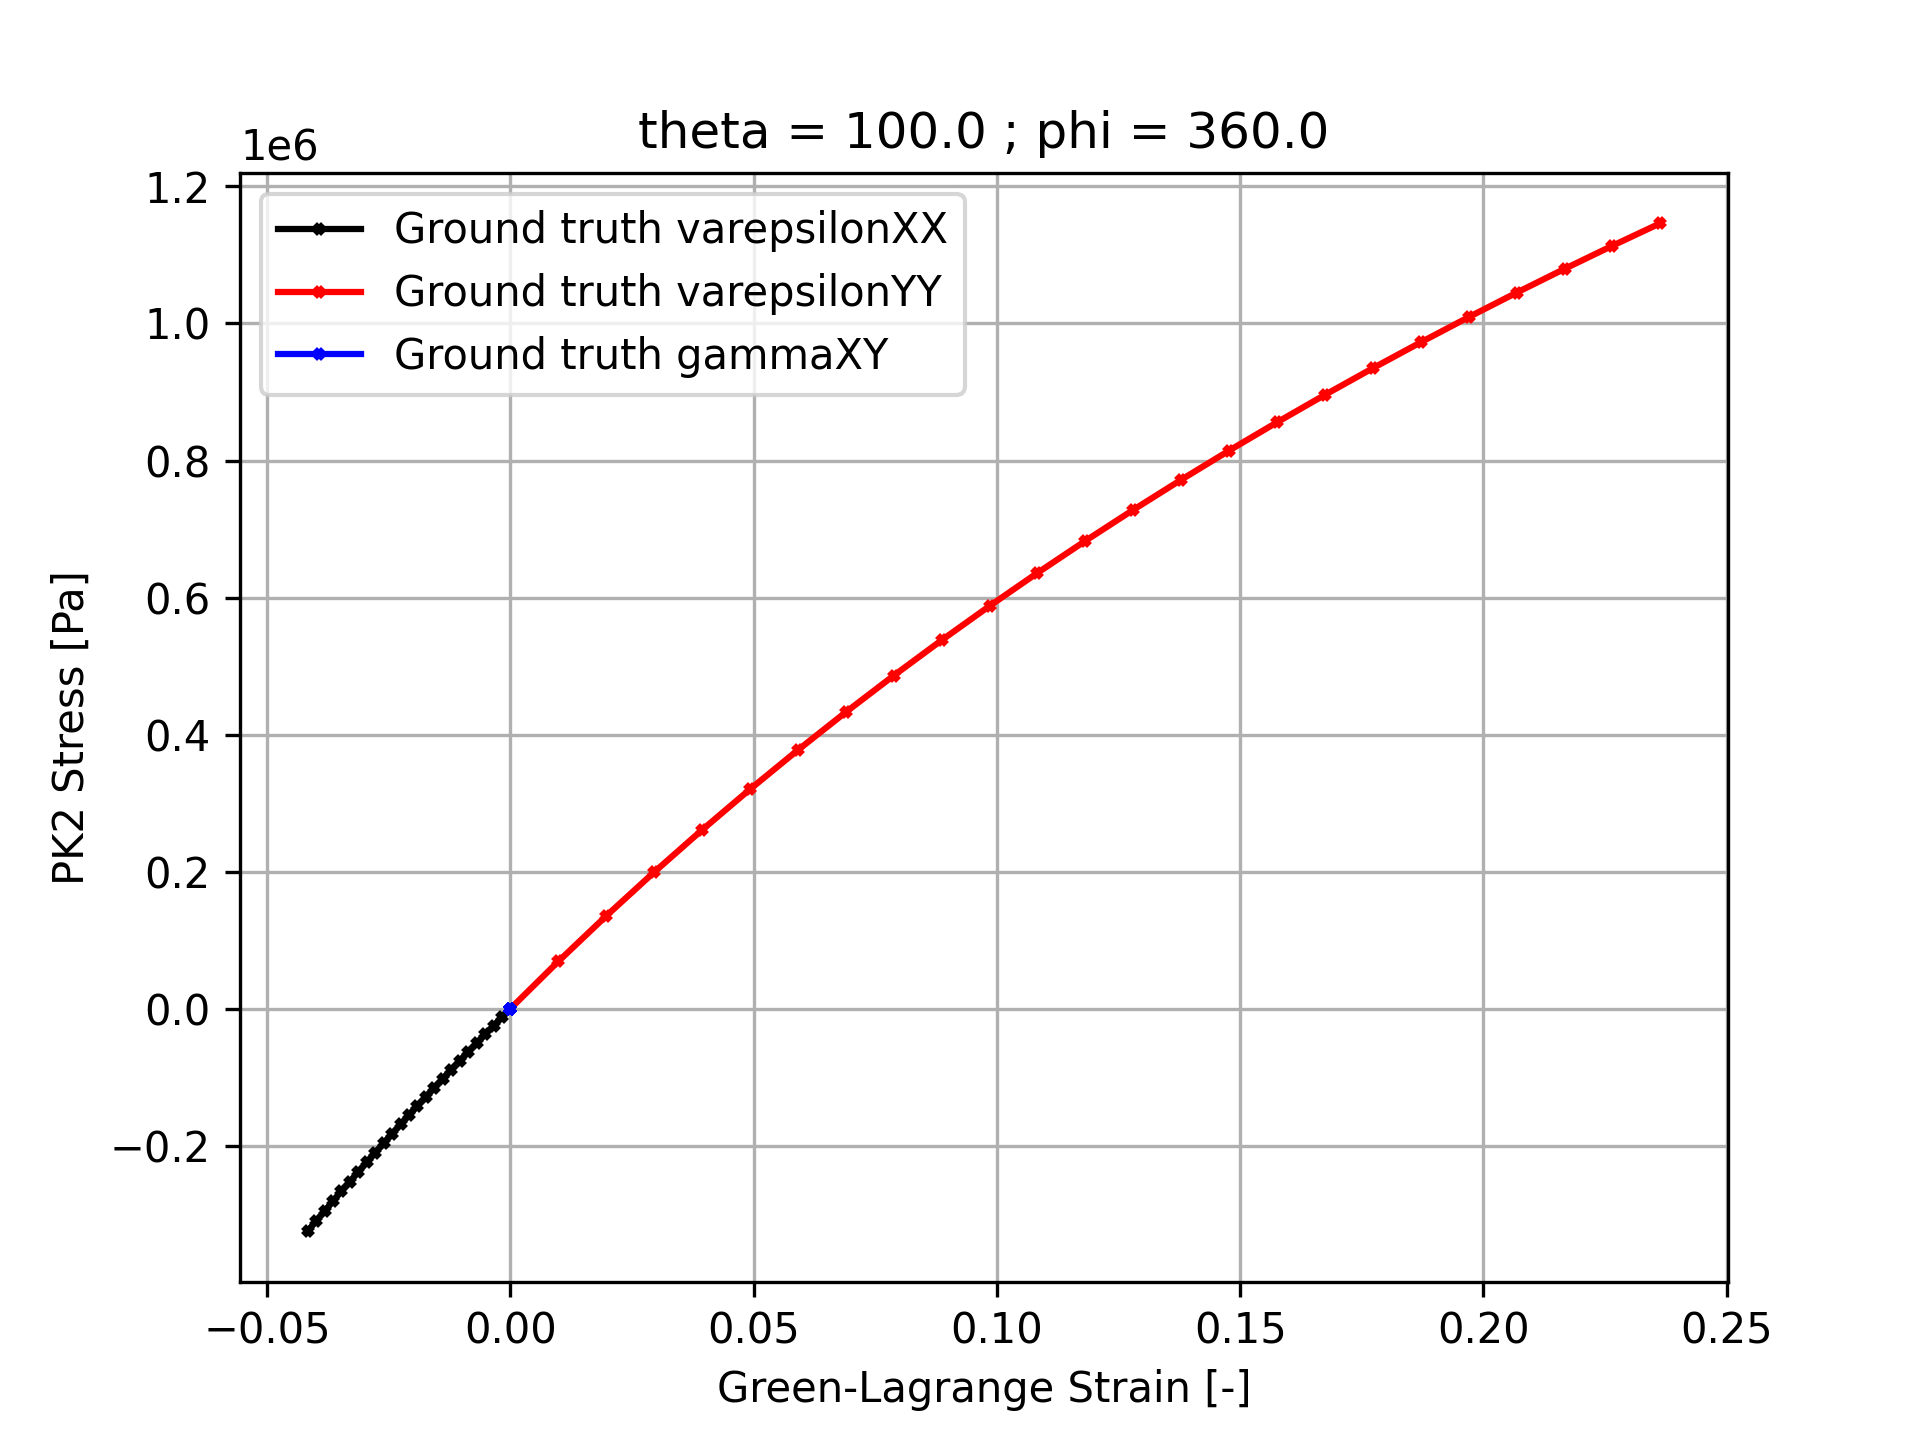 theta = 100.0 ; phi = 360.0
1e6
1.2
1.0
0.8
0.6
0.4
0.2
0.0
−0.2
PK2 Stress [Pa]
Ground truth varepsilonXX
Ground truth varepsilonYY
Ground truth gammaXY
−0.05 0.00 0.05 0.10 0.15 0.20 0.25
Green-Lagrange Strain [-]